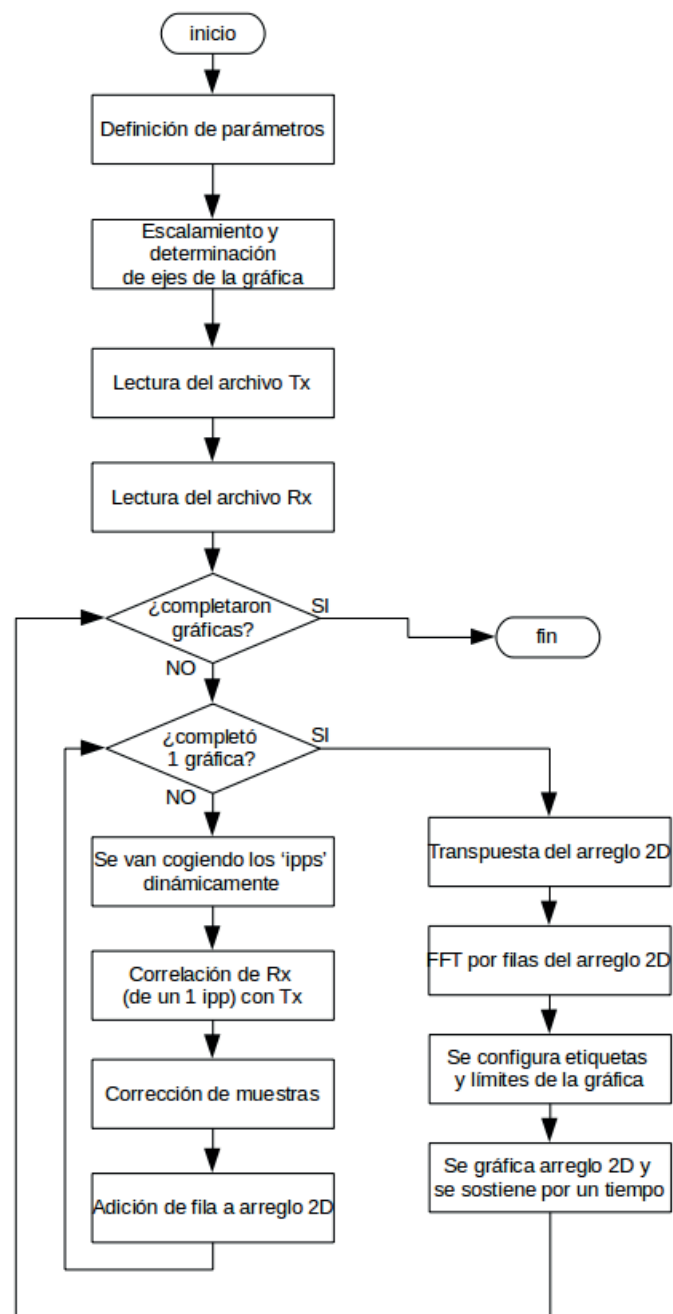 inicio
Definición de parámetros
Escalamiento y
determinación
de ejes de la gráfica
Lectura del archivo Tx
Lectura del archivo Rx
¿completaron
gráficas?
SI
fin
NO
¿completó
1 gráfica?
SI
NO
Se van cogiendo los ‘ipps’
dinámicamente
Correlación de Rx
(de un 1 ipp) con Tx
Corrección de muestras
Adición de fila a arreglo 2D
Transpuesta del arreglo 2D
FFT por filas del arreglo 2D
Se configura etiquetas
y límites de la gráfica
Se gráfica arreglo 2D y
se sostiene por un tiempo